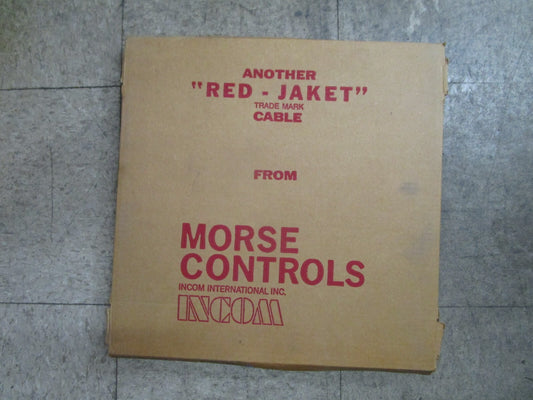 ANOTHER
"RED - JAKET"
TRADE MARK
CABLE
FROM
MORSE
CONTROLS
INCOM INTERNATIONAL INC.
INCOM